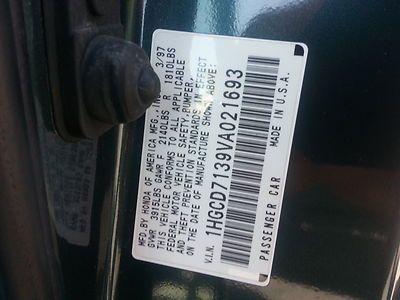 MFD.BY HONDA OF AMERICA MFG., INC. 3/97
GVWR 3915LBS GAWR F 2140LBS R 1810LBS
THIS VEHICLE CONFORMS TO ALL APPLICABLE
FEDERAL MOTOR VEHICLE SAFETY, BUMPER,
AND THEFT PREVENTION STANDARDS IN EFFECT
ON THE DATE OF MANUFACTURE SHOWN ABOVE.
V.I.N. 1HGCD7139VA021693
PASSENGER CAR MADE IN U.S.A.